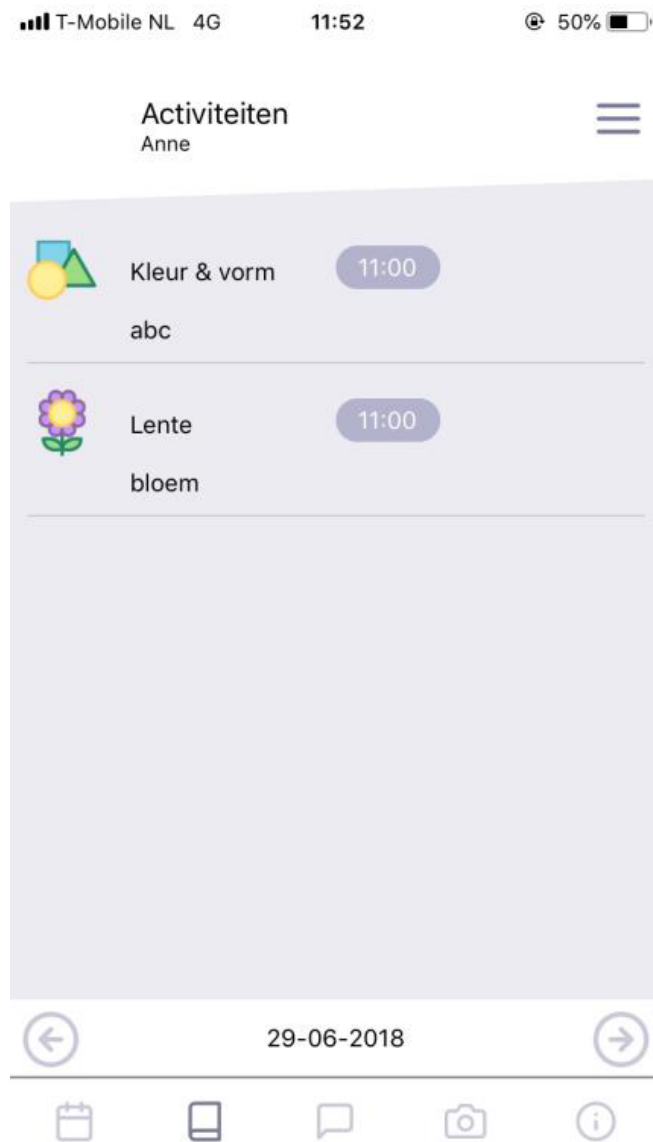 T-Mobile NL 4G 11:52 50%
Activiteiten
Anne
Kleur & vorm 11:00
abc
Lente 11:00
bloem
29-06-2018